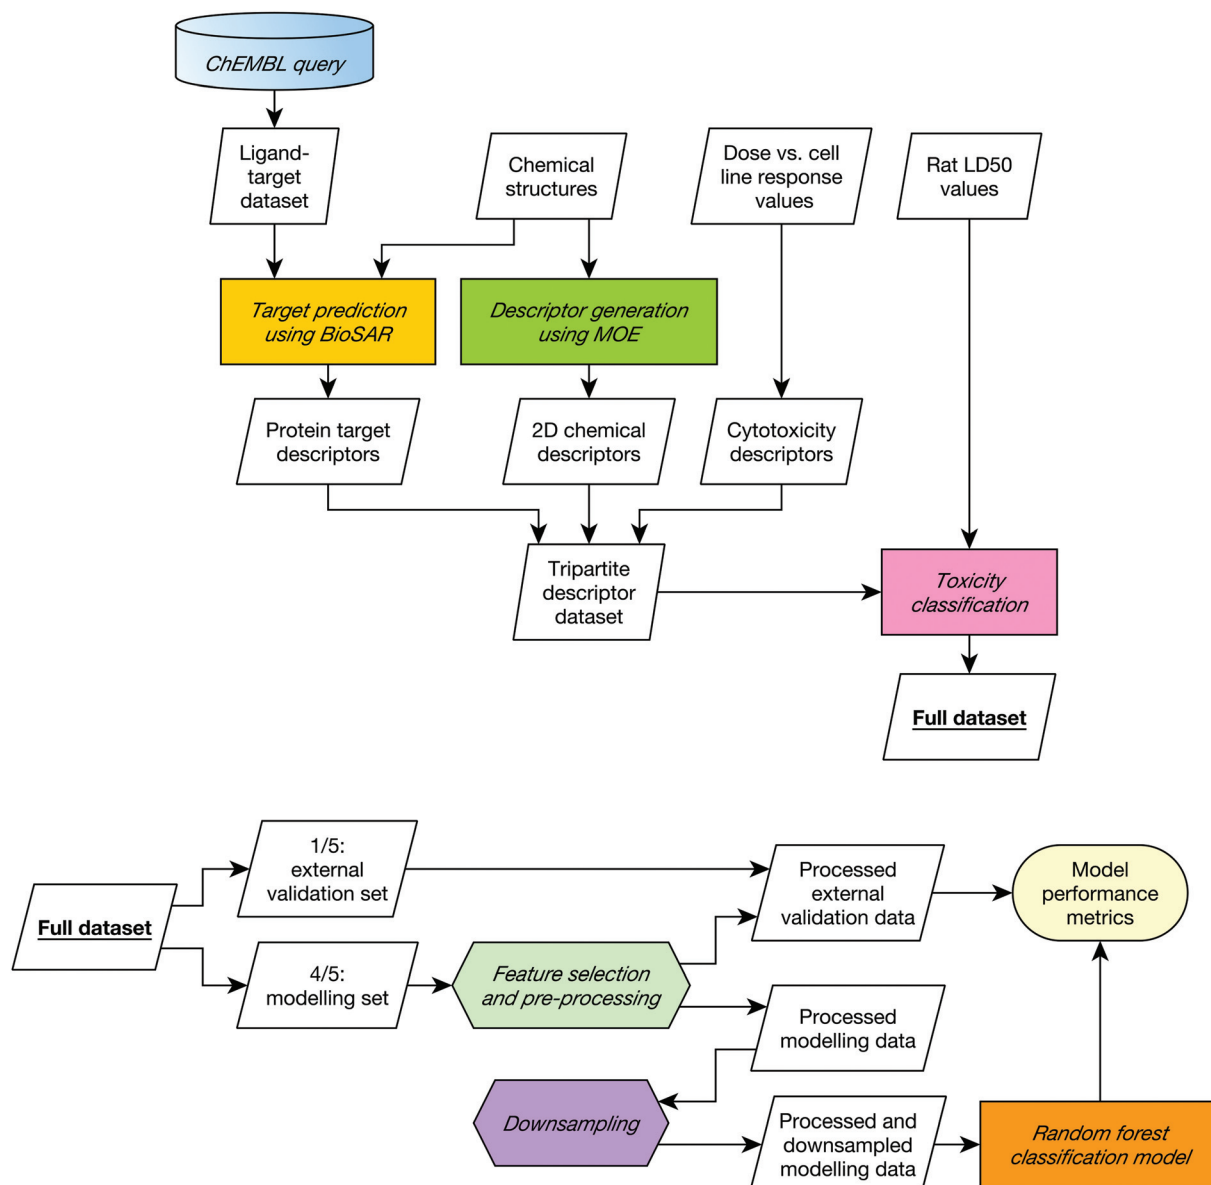 ChEMBL query
Ligand-
target
dataset
Chemical
structures
Dose vs. cell
line response
values
Rat LD50
values
Target prediction
using BioSAR
Descriptor generation
using MOE
Protein target
descriptors
2D chemical
descriptors
Cytotoxicity
descriptors
Tripartite
descriptor
dataset
Toxicity
classification
Full dataset
Full dataset
1/5:
external
validation set
4/5:
modelling set
Feature selection
and pre-processing
Processed
external
validation data
Model
performance
metrics
Processed
modelling data
Downsampling
Processed and
downsampled
modelling data
Random forest
classification model